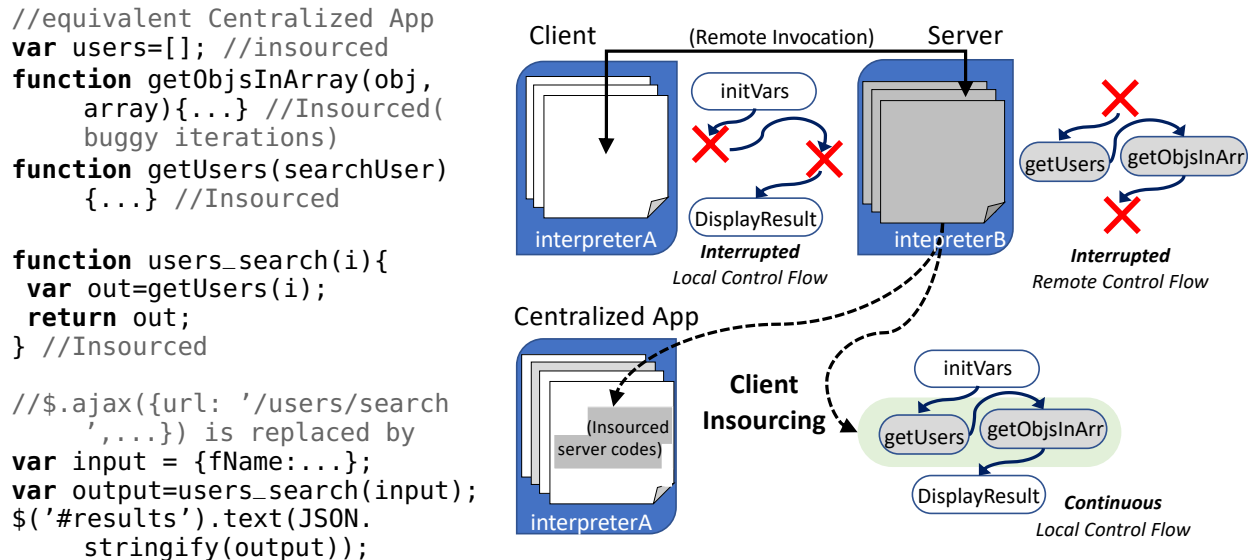 //equivalent Centralized App
var users=[]; //insourced
function getObjsInArray(obj,
array){...} //Insourced(
buggy iterations)
function getUsers(searchUser)
{...} //Insourced
function users_search(i){
var out=getUsers(i);
return out;
} //Insourced
//$.ajax({url: ’/users/search
’,...}) is replaced by
var input = {fName:...};
var output=users_search(input);
$(’#results’).text(JSON.
stringify(output));
Client
(Remote Invocation)
Server
initVars
DisplayResult
interpreterA
Interrupted
Local Control Flow
getUsers
getObjsInArr
intepreterB
Interrupted
Remote Control Flow
Centralized App
(Insourced
server codes)
interpreterA
Client
Insourcing
initVars
getUsers
getObjsInArr
DisplayResult
Continuous
Local Control Flow